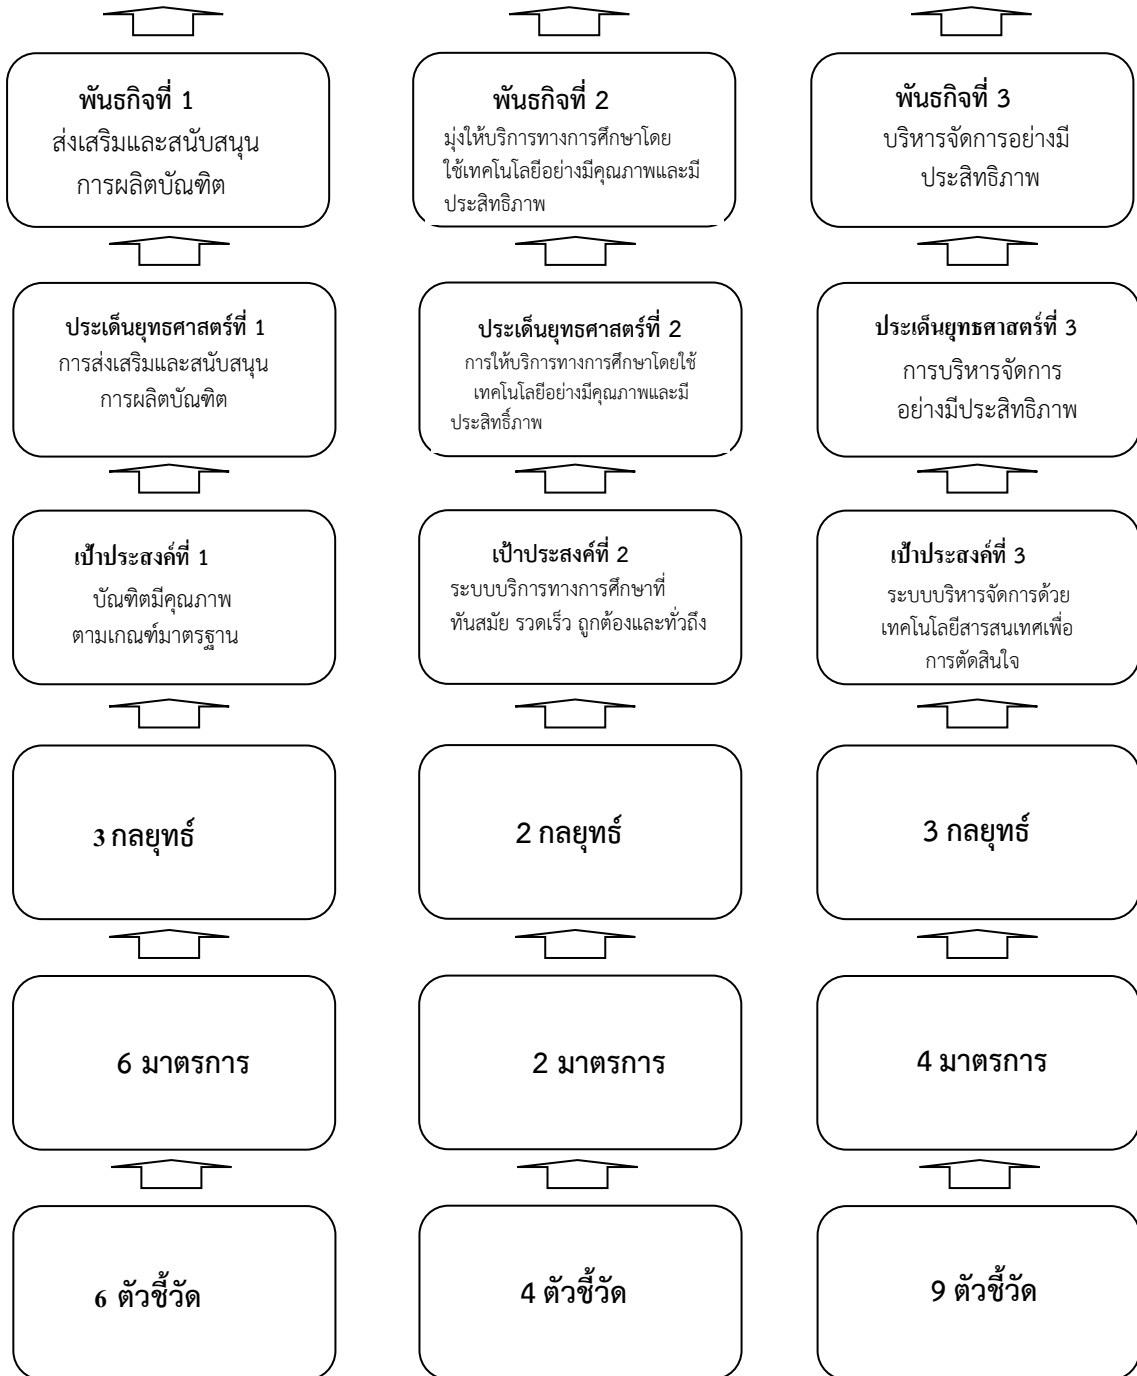 พันธกิจที่ 1
ส่งเสริมและสนับสนุน
การผลิตบัณฑิต
พันธกิจที่ 2
มุ่งให้บริการทางการศึกษาโดย
ใช้เทคโนโลยีอย่างมีคุณภาพและมี
ประสิทธิภาพ
พันธกิจที่ 3
บริหารจัดการอย่างมี
ประสิทธิภาพ
ประเด็นยุทธศาสตร์ที่ 1
การส่งเสริมและสนับสนุน
การผลิตบัณฑิต
ประเด็นยุทธศาสตร์ที่ 2
การให้บริการทางการศึกษาโดยใช้
เทคโนโลยีอย่างมีคุณภาพและมี
ประสิทธิ์ภาพ
ประเด็นยุทธศาสตร์ที่ 3
การบริหารจัดการ
อย่างมีประสิทธิภาพ
เป้าประสงค์ที่ 1
บัณฑิตมีคุณภาพ
ตามเกณฑ์มาตรฐาน
เป้าประสงค์ที่ 2
ระบบบริการทางการศึกษาที่
ทันสมัย รวดเร็ว ถูกต้องและทั่วถึง
เป้าประสงค์ที่ 3
ระบบบริหารจัดการด้วย
เทคโนโลยีสารสนเทศเพื่อ
การตัดสินใจ
3 กลยุทธ์
2 กลยุทธ์
3 กลยุทธ์
6 มาตรการ
2 มาตรการ
4 มาตรการ
6 ตัวชี้วัด
4 ตัวชี้วัด
9 ตัวชี้วัด